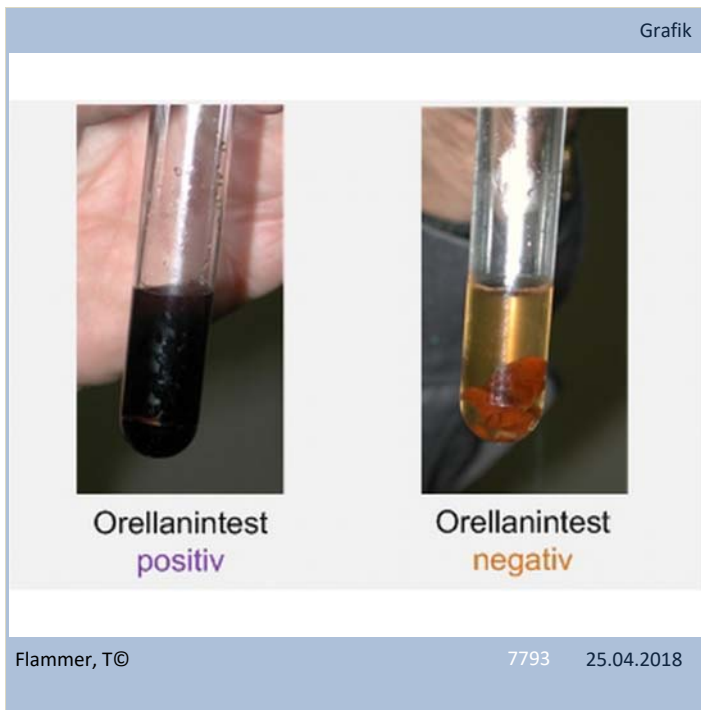 Grafik
Orellanintest
positiv
Orellanintest
negativ
Flammer, T© 7793 25.04.2018